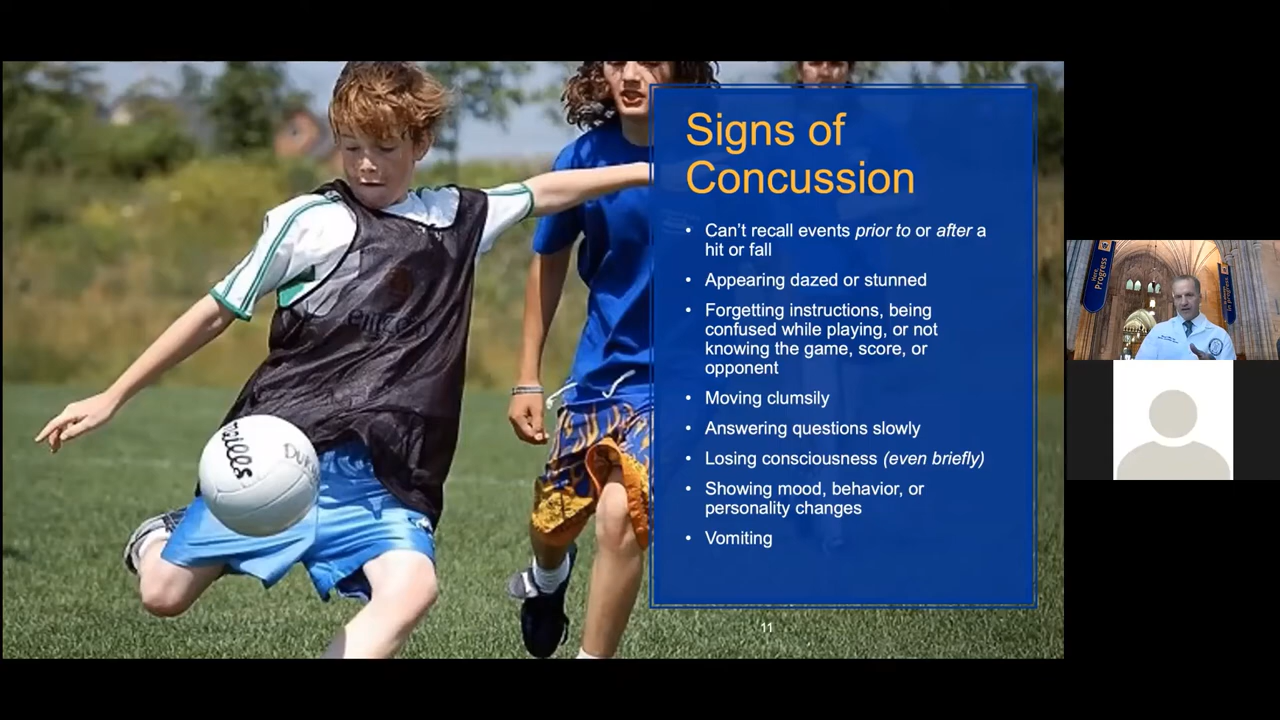 Signs of
Concussion
• Can't recall events prior to or after a
hit or fall
• Appearing dazed or stunned
• Forgetting instructions, being
confused while playing, or not
knowing the game, score, or
opponent
• Moving clumsily
• Answering questions slowly
• Losing consciousness (even briefly)
• Showing mood, behavior, or
personality changes
• Vomiting
11
Progress